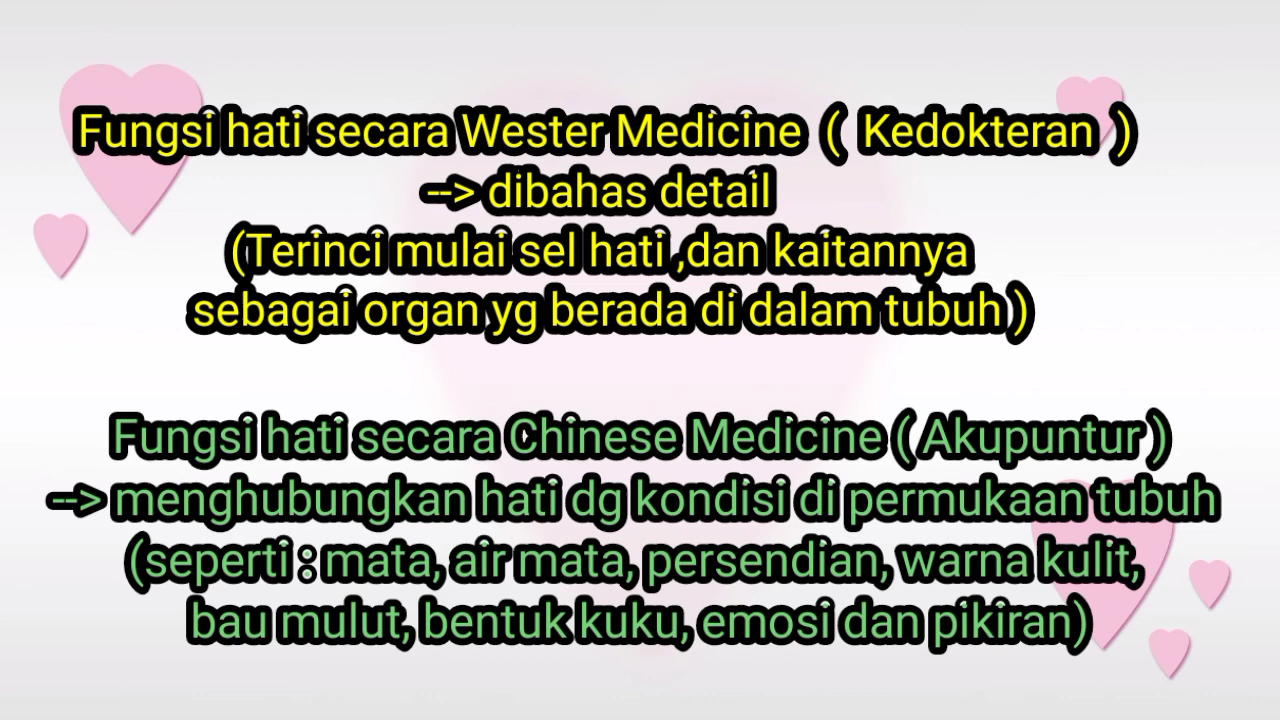 Fungsi hati secara Wester Medicine ( Kedokteran )
--> dibahas detail
(Terinci mulai sel hati ,dan kaitannya
sebagai organ yg berada di dalam tubuh )
Fungsi hati secara Chinese Medicine ( Akupuntur )
--> menghubungkan hati dg kondisi di permukaan tubuh
(seperti : mata, air mata, persendian, warna kulit,
bau mulut, bentuk kuku, emosi dan pikiran)